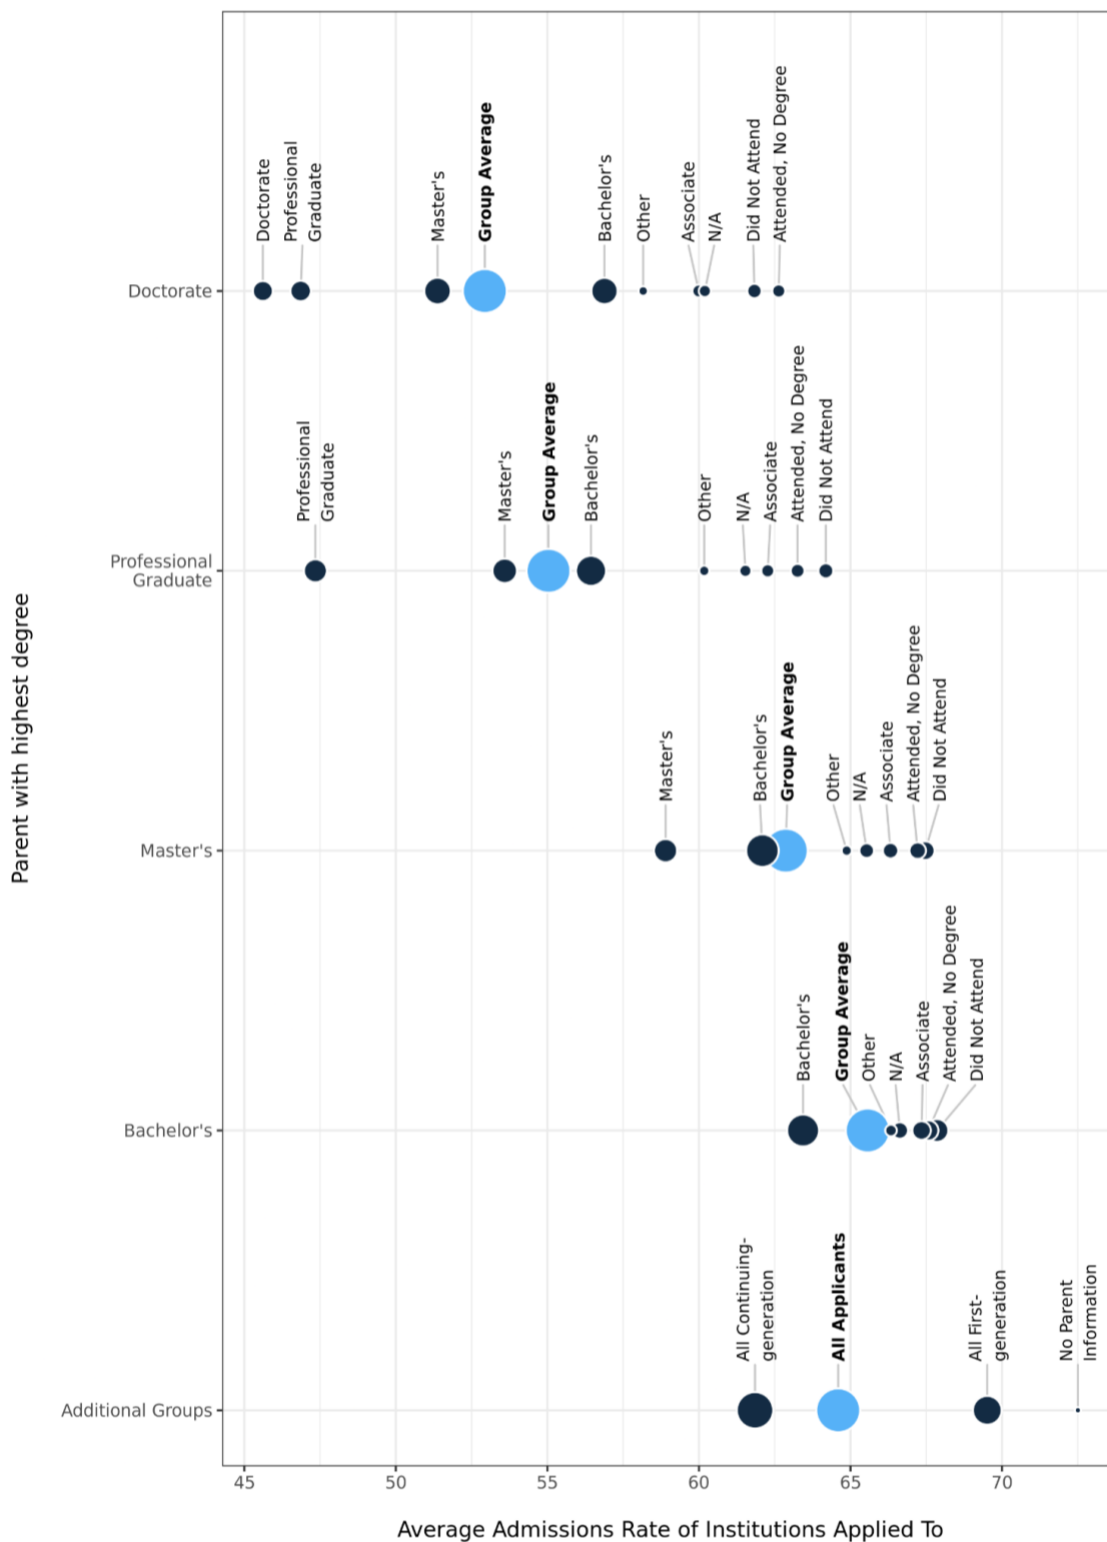 Doctorate
Professional
Graduate
Master's
Group Average
Bachelor's
Other
Associate
N/A
Did Not Attend
Attended, No Degree
Doctorate
Professional
Graduate
Master's
Group Average
Bachelor's
Other
N/A
Associate
Attended, No Degree
Did Not Attend
Professional
Graduate
Master's
Bachelor's
Group Average
Other
N/A
Associate
Attended, No Degree
Did Not Attend
Master's
Bachelor's
Group Average
Other
N/A
Associate
Attended, No Degree
Did Not Attend
Bachelor's
All Continuing-
generation
All Applicants
All First-
generation
No Parent
Information
Additional Groups
Parent with highest degree
45
50
55
60
65
70
Average Admissions Rate of Institutions Applied To